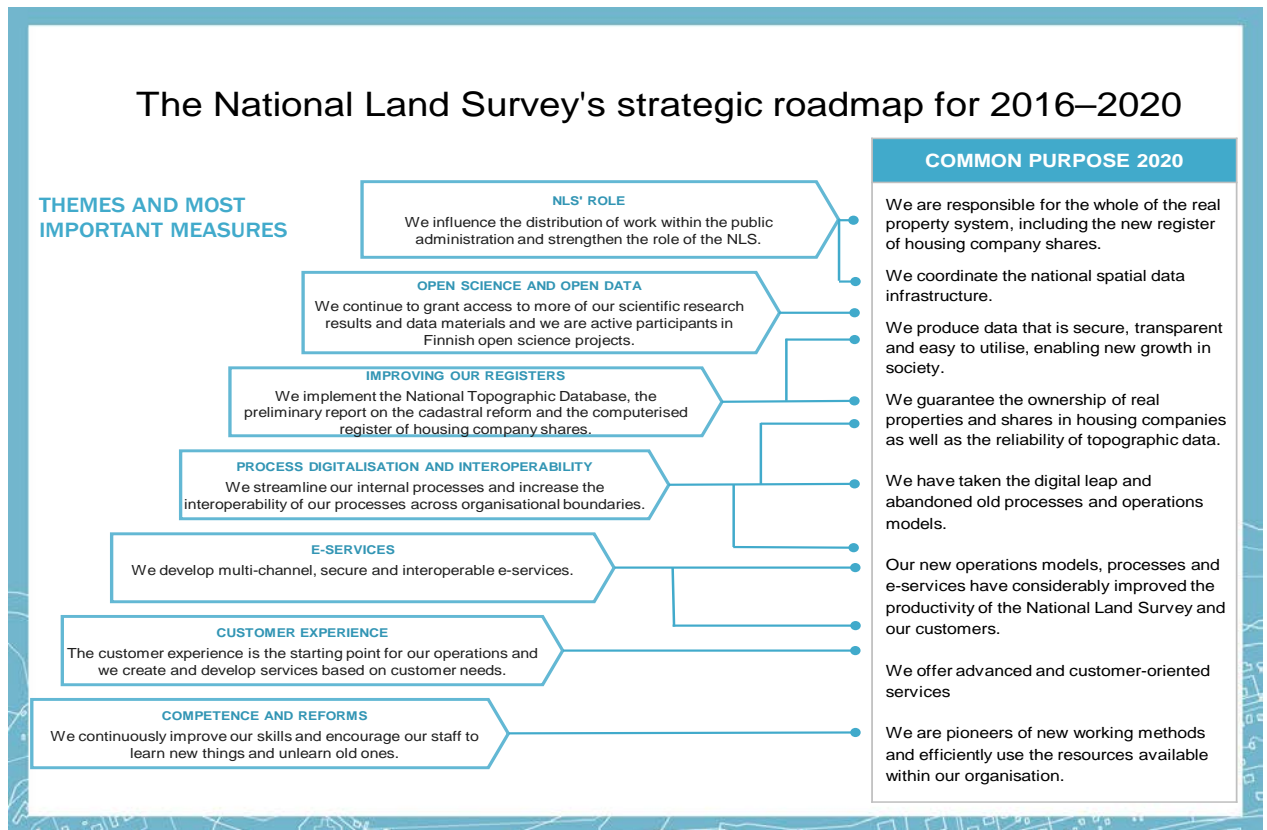 The National Land Survey's strategic roadmap for 2016–2020
THEMES AND MOST
IMPORTANT MEASURES
NLS' ROLE
We influence the distribution of work within the public
administration and strengthen the role of the NLS.
OPEN SCIENCE AND OPEN DATA
We continue to grant access to more of our scientific research
results and data materials and we are active participants in
Finnish open science projects.
IMPROVING OUR REGISTERS
We implement the National Topographic Database, the
preliminary report on the cadastral reform and the computerised
register of housing company shares.
PROCESS DIGITALISATION AND INTEROPERABILITY
We streamline our internal processes and increase the
interoperability of our processes across organisational boundaries.
E-SERVICES
We develop multi-channel, secure and interoperable e-services.
CUSTOMER EXPERIENCE
The customer experience is the starting point for our operations and
we create and develop services based on customer needs.
COMPETENCE AND REFORMS
We continuously improve our skills and encourage our staff to
learn new things and unlearn old ones.
COMMON PURPOSE 2020
We are responsible for the whole of the real
property system, including the new register
of housing company shares.
We coordinate the national spatial data
infrastructure.
We produce data that is secure, transparent
and easy to utilise, enabling new growth in
society.
We guarantee the ownership of real
properties and shares in housing companies
as well as the reliability of topographic data.
We have taken the digital leap and
abandoned old processes and operations
models.
Our new operations models, processes and
e-services have considerably improved the
productivity of the National Land Survey and
our customers.
We offer advanced and customer-oriented
services
We are pioneers of new working methods
and efficiently use the resources available
within our organisation.